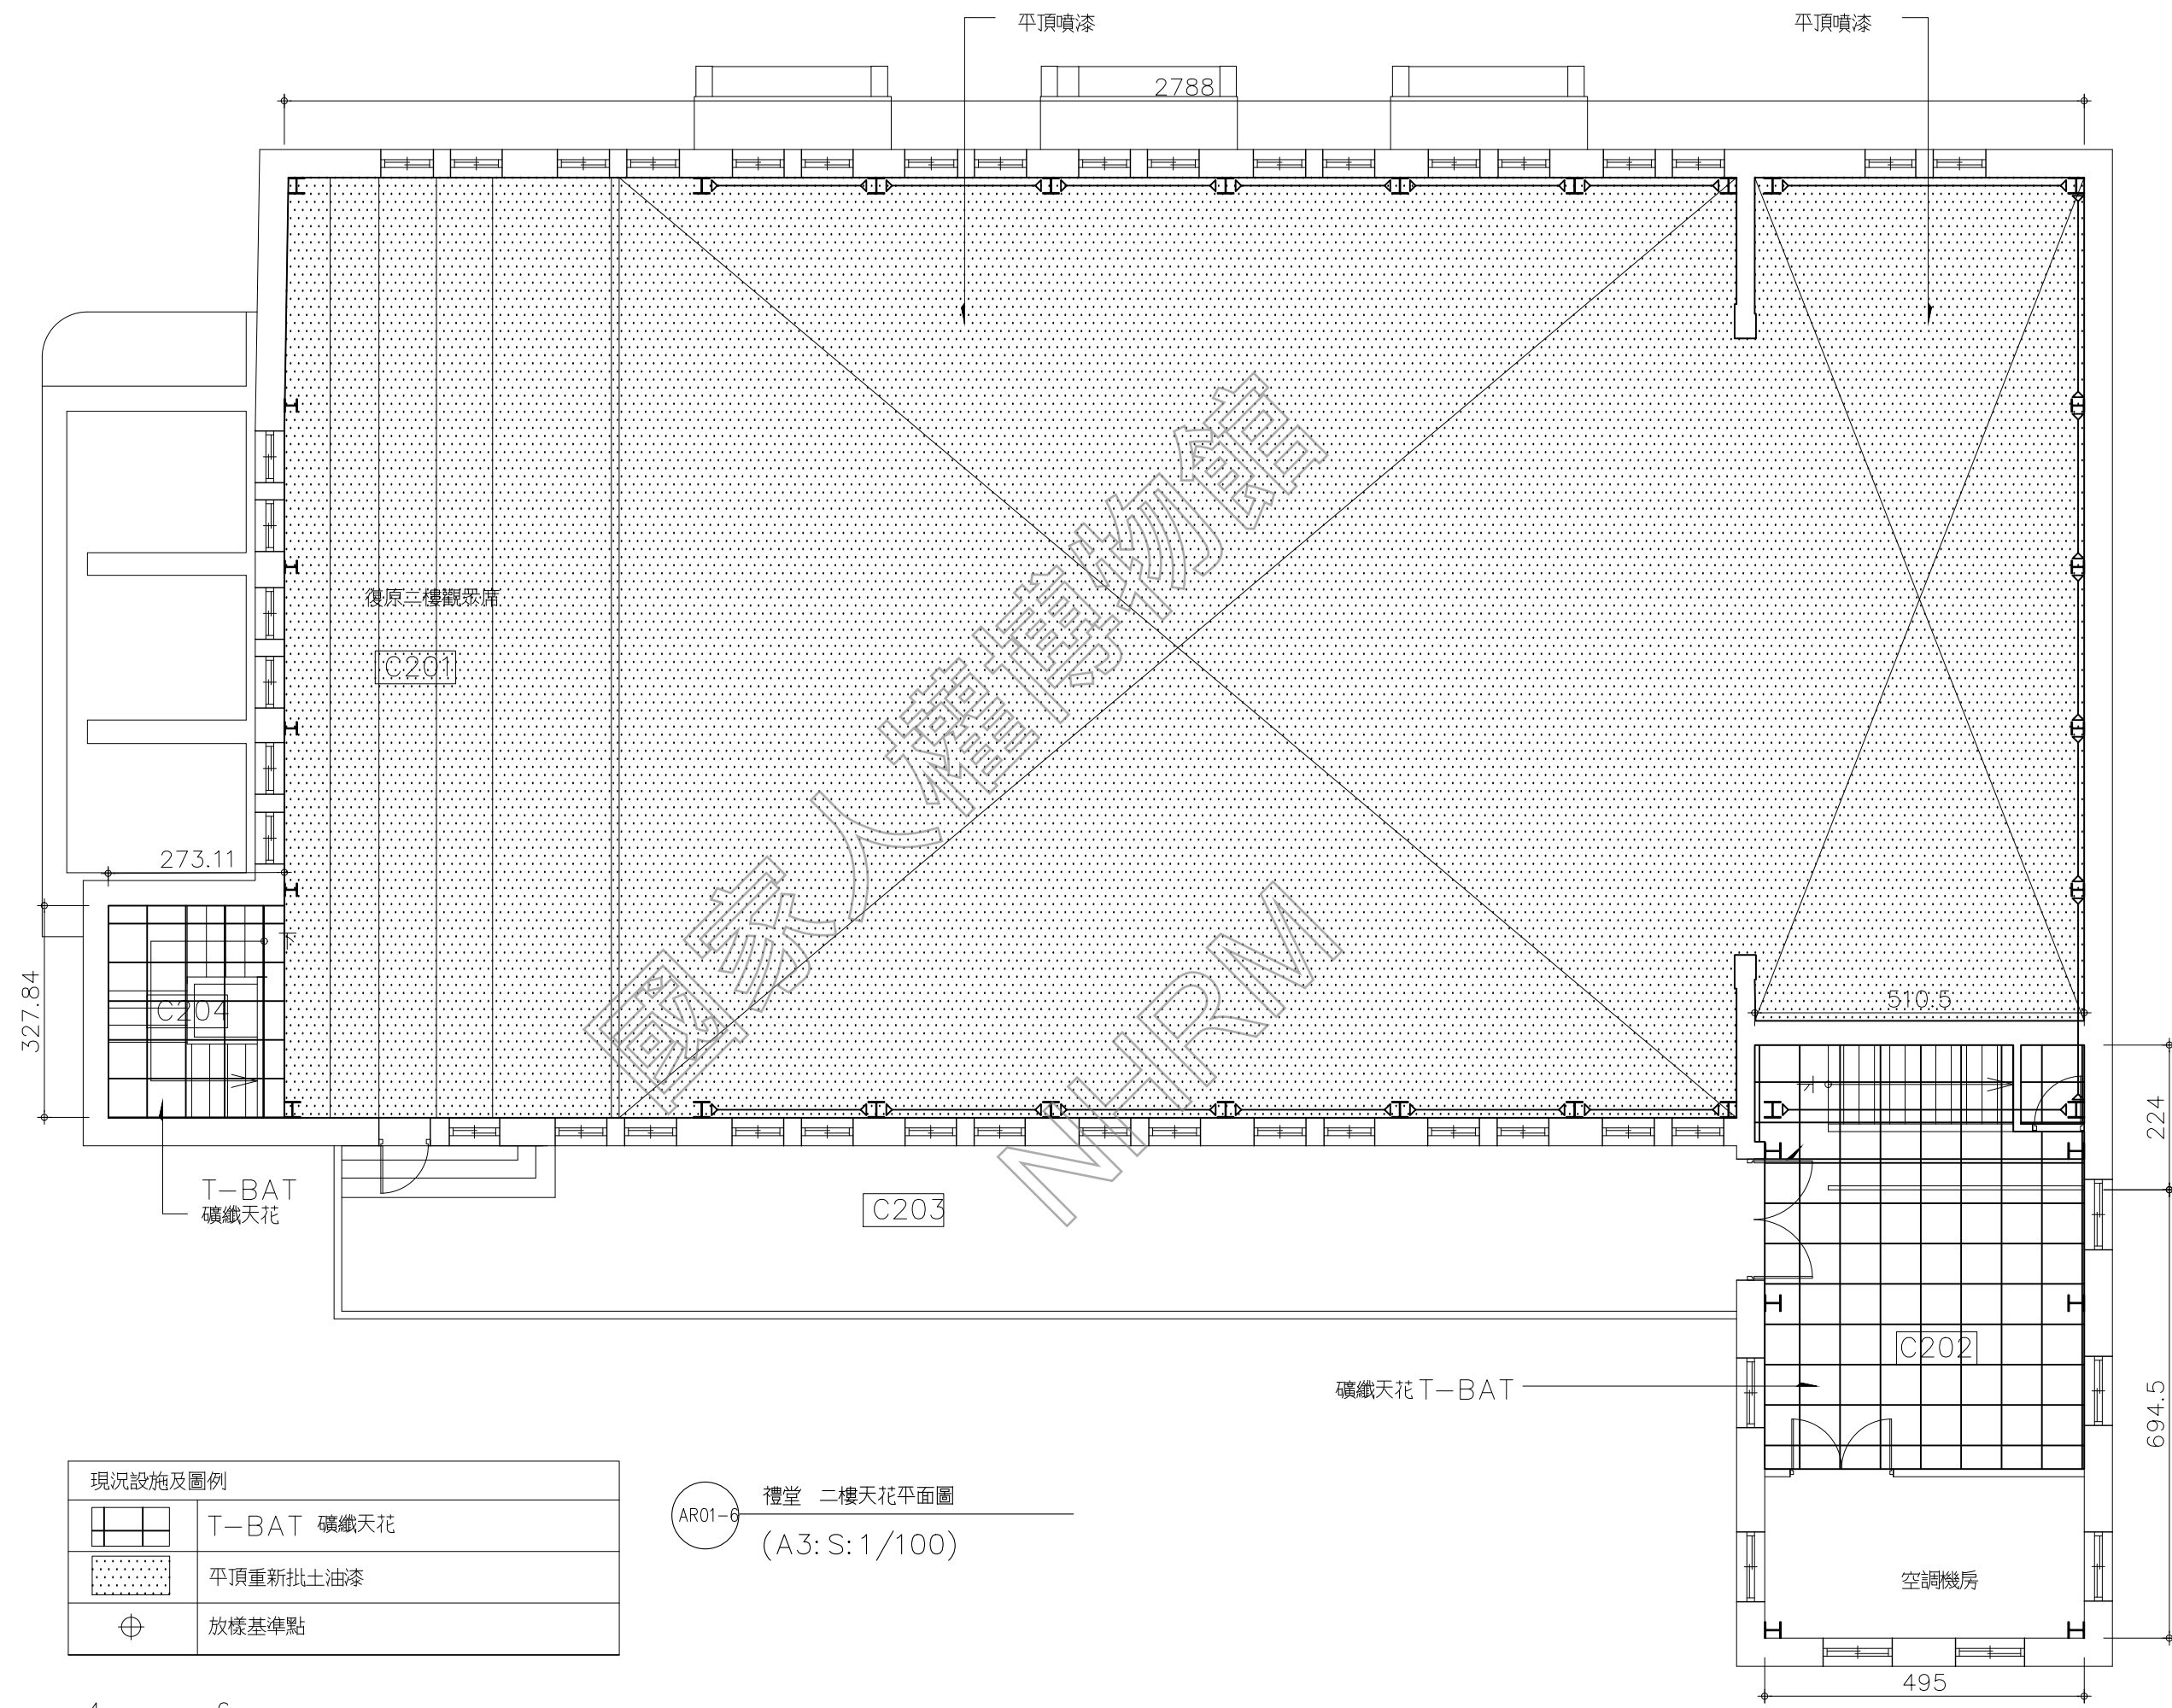 平頂噴漆
平頂噴漆
2788
復原二樓觀眾席
C201
273.11
327.84
C204
510.5
224
T-BAT
礦纖天花
C203
C202
礦纖天花T-BAT
694.5
空調機房
495
現況設施及圖例
T-BAT 礦纖天花
平頂重新批土油漆
放樣基準點
AR01-6
禮堂 二樓天花平面圖
(A3:S:1/100)
國家人權博物館
NHRM